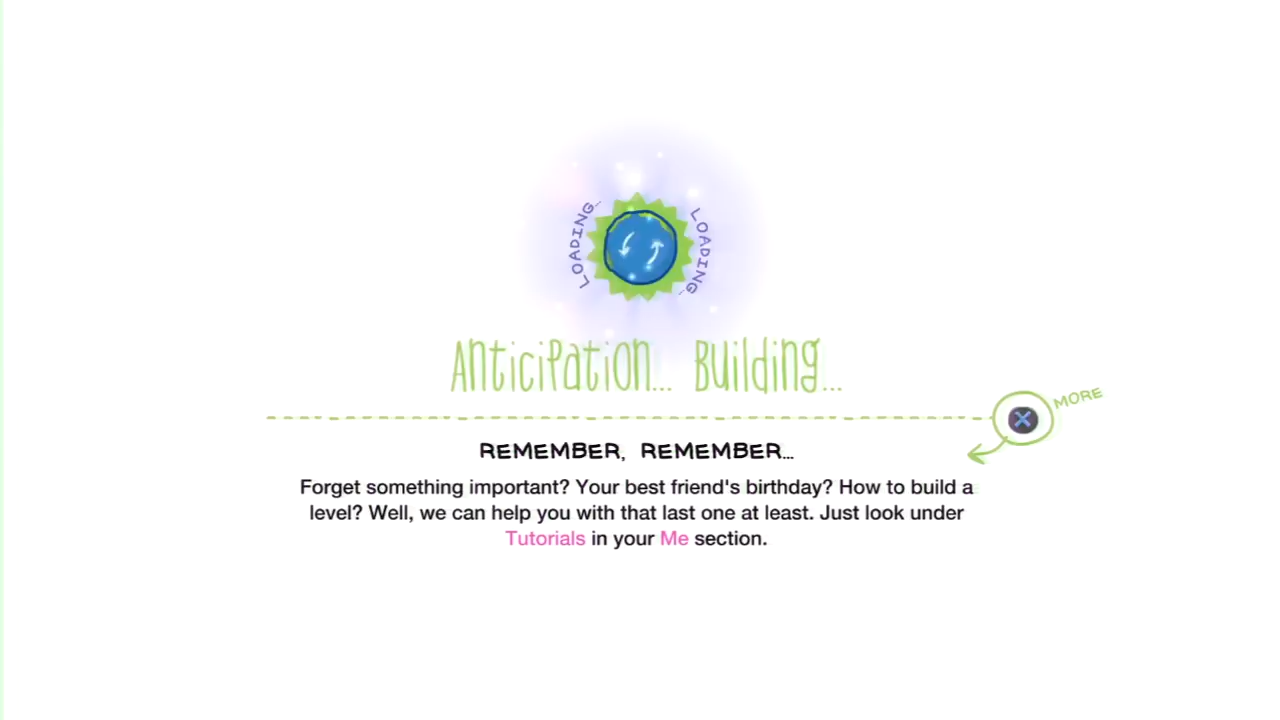 LOADING...
LOADING...
Anticipation... Building...
MORE
REMEMBER, REMEMBER...
Forget something important? Your best friend's birthday? How to build a
level? Well, we can help you with that last one at least. Just look under
Tutorials in your Me section.